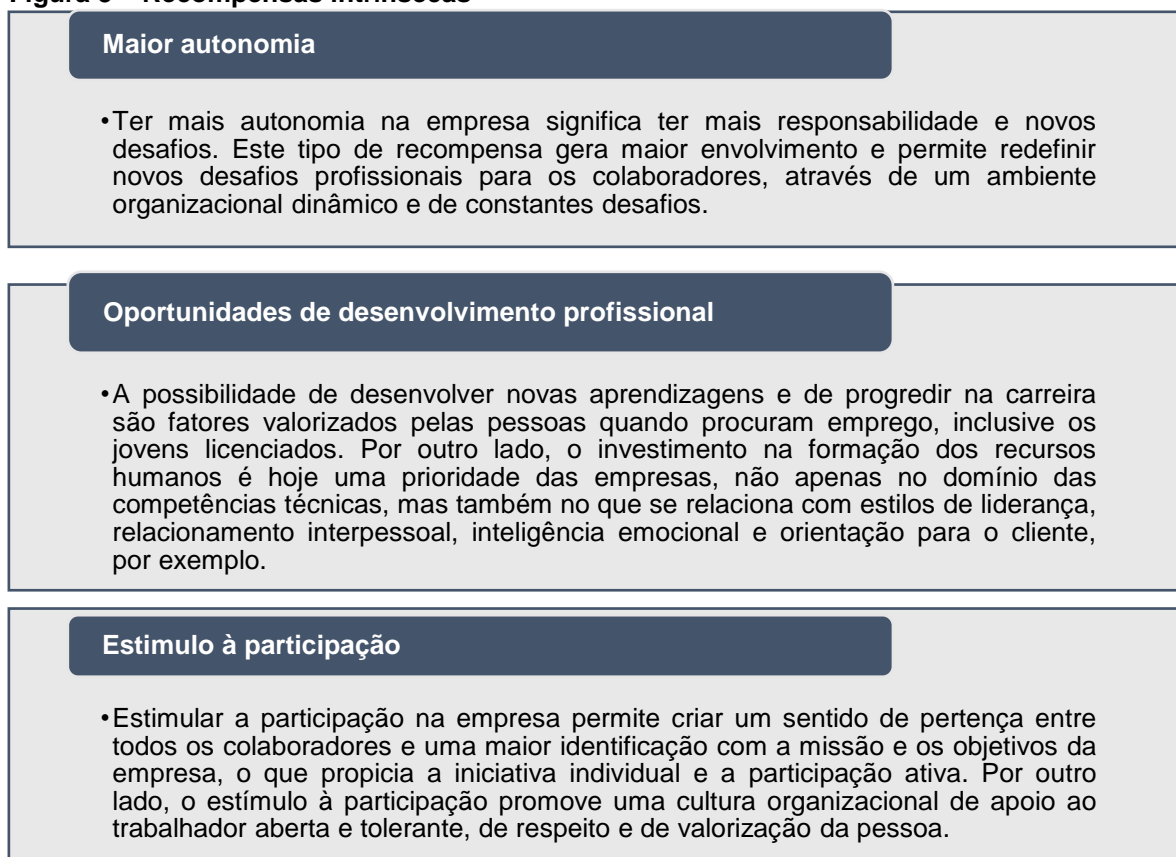 Maior autonomia
•Ter mais autonomia na empresa significa ter mais responsabilidade e novos
desafios. Este tipo de recompensa gera maior envolvimento e permite redefinir
novos desafios profissionais para os colaboradores, através de um ambiente
organizacional dinâmico e de constantes desafios.
Oportunidades de desenvolvimento profissional
•A possibilidade de desenvolver novas aprendizagens e de progredir na carreira
são fatores valorizados pelas pessoas quando procuram emprego, inclusive os
jovens licenciados. Por outro lado, o investimento na formação dos recursos
humanos é hoje uma prioridade das empresas, não apenas no domínio das
competências técnicas, mas também no que se relaciona com estilos de liderança,
relacionamento interpessoal, inteligência emocional e orientação para o cliente,
por exemplo.
Estimulo à participação
•Estimular a participação na empresa permite criar um sentido de pertença entre
todos os colaboradores e uma maior identificação com a missão e os objetivos da
empresa, o que propicia a iniciativa individual e a participação ativa. Por outro
lado, o estímulo à participação promove uma cultura organizacional de apoio ao
trabalhador aberta e tolerante, de respeito e de valorização da pessoa.